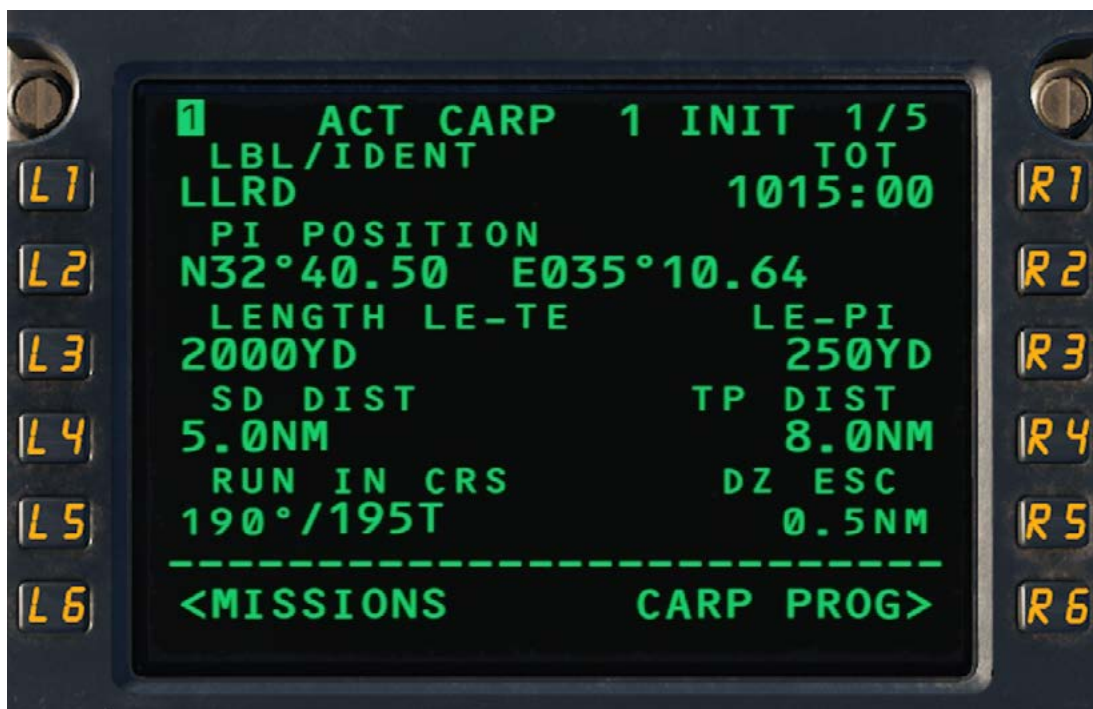 1 ACT CARP 1 INIT 1/5
LBL/IDENT TOT
L1 LLRD 1015:00 R1
PI POSITION
L2 N32°40.50 E035°10.64 R2
LENGTH LE-TE LE-PI
L3 2000YD 250YD R3
SD DIST TP DIST
L4 5.0NM 8.0NM R4
RUN IN CRS DZ ESC
L5 190°/195T 0.5NM R5
L6 <MISSIONS CARP PROG> R6